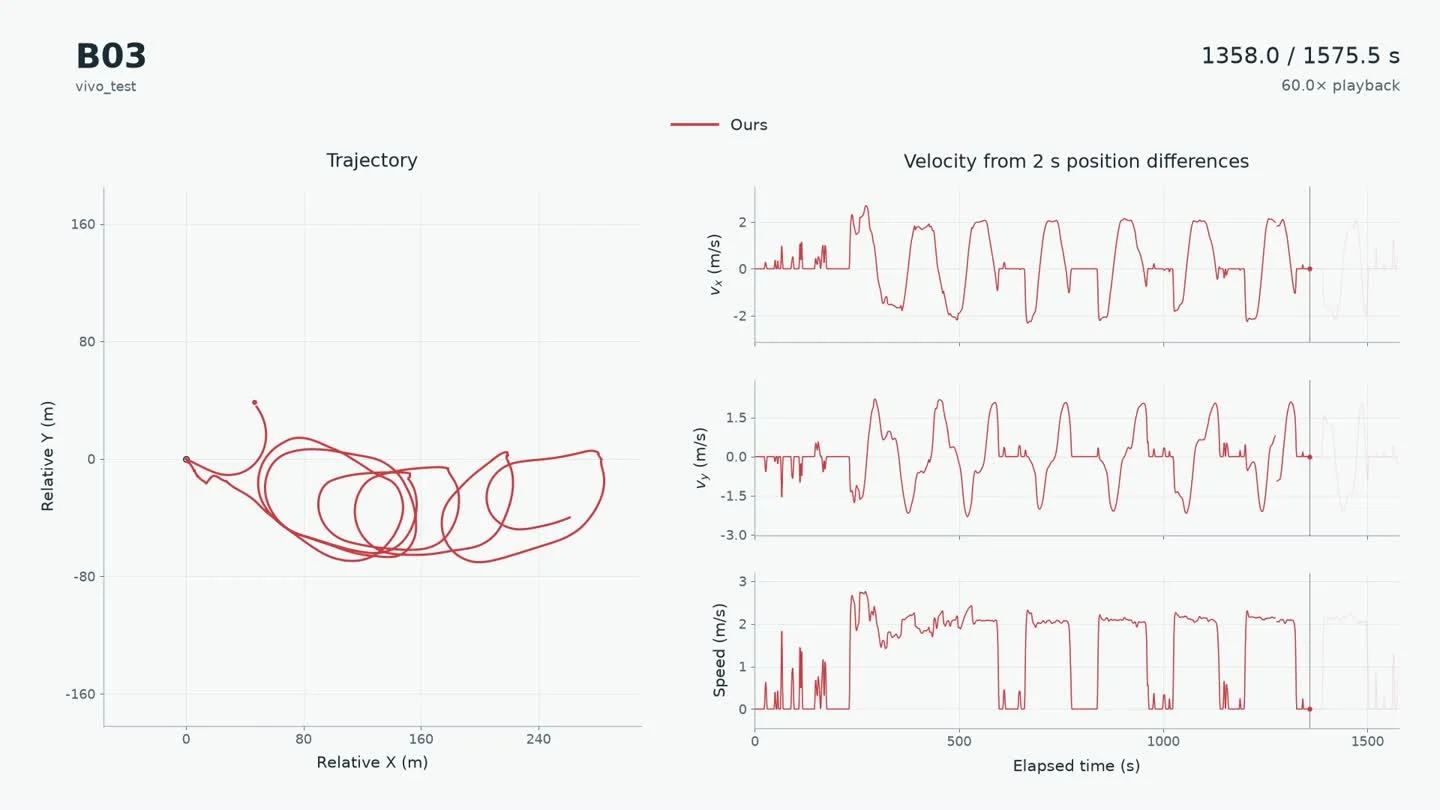 B03
vivo_test
1358.0 / 1575.5 s
60.0× playback
Ours
Trajectory
Velocity from 2 s position differences
160
80
0
-80
-160
Relative Y (m)
0
80
160
240
Relative X (m)
2
0
-2
vx (m/s)
1.5
0.0
-1.5
-3.0
vy (m/s)
3
2
1
0
Speed (m/s)
0
500
1000
1500
Elapsed time (s)